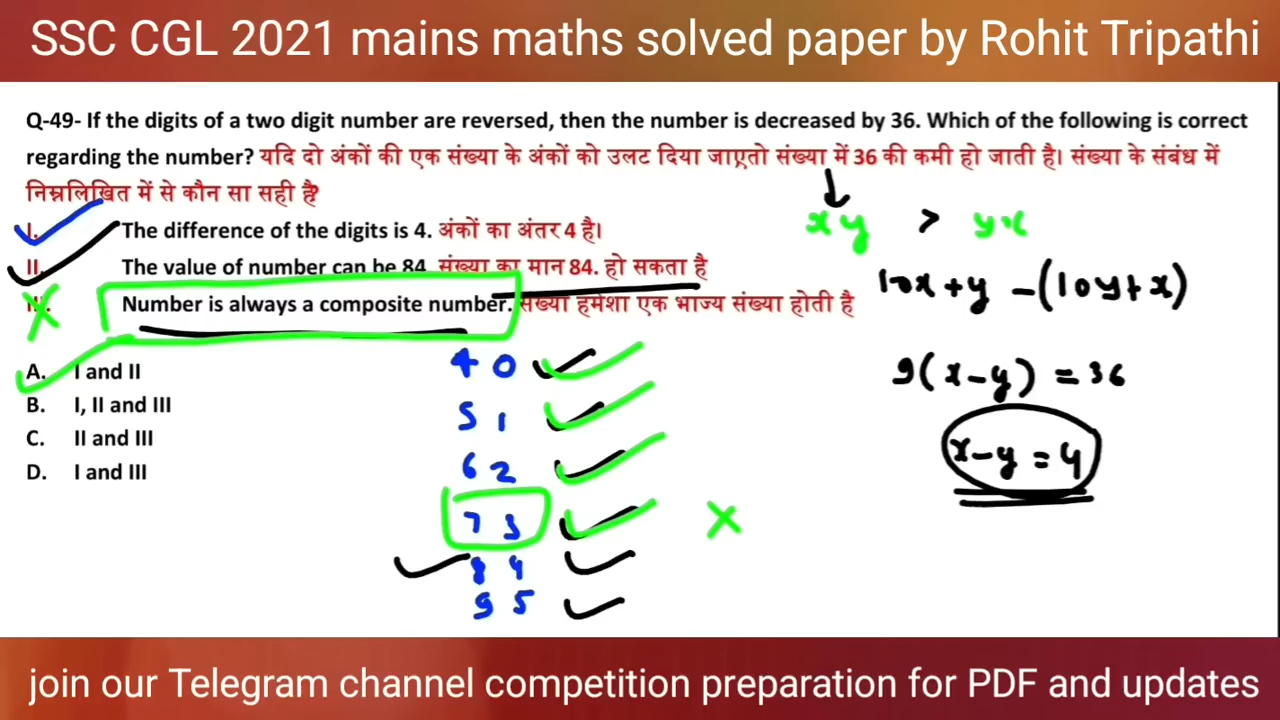 SSC CGL 2021 mains maths solved paper by Rohit Tripathi
Q-49- If the digits of a two digit number are reversed, then the number is decreased by 36. Which of the following is correct
regarding the number? यदि दो अंकों की एक संख्या के अंकों को उलट दिया जाए तो संख्या में 36 की कमी हो जाती है। संख्या के संबंध में
निम्नलिखित में से कौन सा सही है?
I. The difference of the digits is 4. अंकों का अंतर 4 है।
II. The value of number can be 84. संख्या का मान 84. हो सकता है
III. Number is always a composite number. संख्या हमेशा एक भाज्य संख्या होती है
A. I and II
B. I, II and III
C. II and III
D. I and III
xy > yx
10x+y -(10y+x)
9(x-y) = 36
x-y = 4
4 0
5 1
6 2
7 3
8 4
9 5
join our Telegram channel competition preparation for PDF and updates